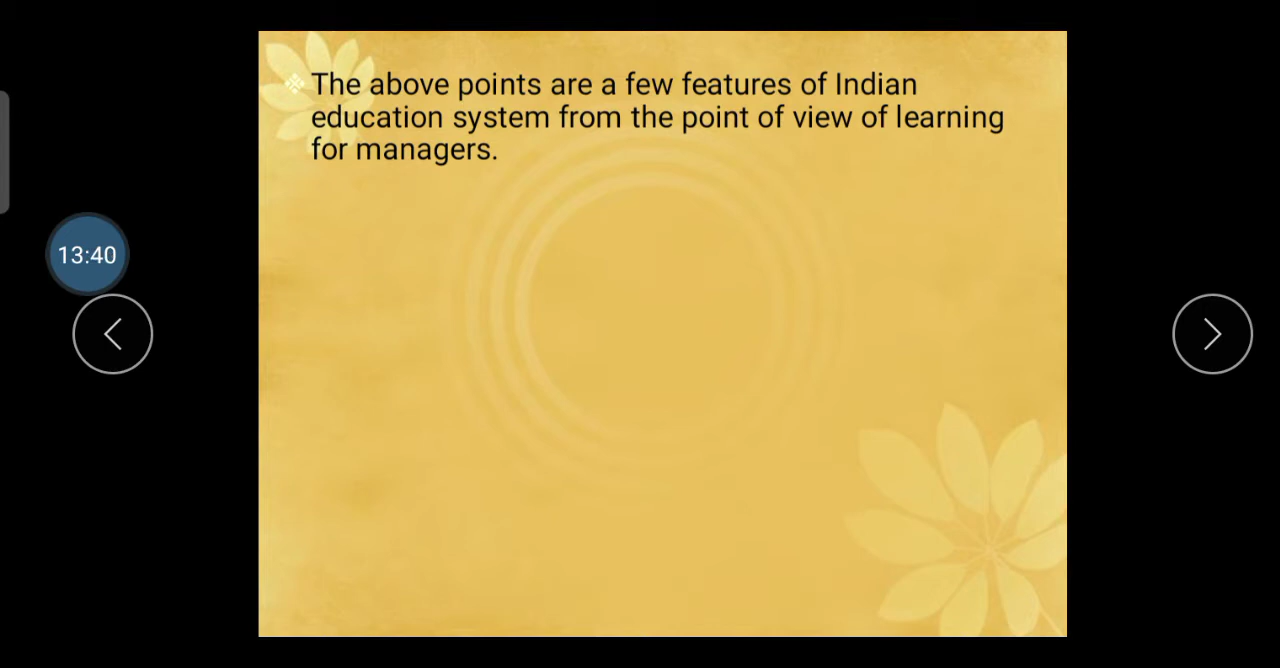 The above points are a few features of Indian
education system from the point of view of learning
for managers.
13:40